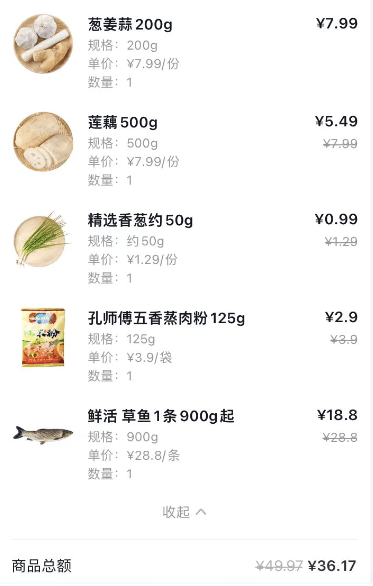 葱姜蒜200g ¥7.99
规格：200g
单价：¥7.99/份
数量：1
莲藕500g ¥5.49
规格：500g ¥7.99
单价：¥7.99/份
数量：1
精选香葱约50g ¥0.99
规格：约50g ¥1.29
单价：¥1.29/份
数量：1
孔师傅五香蒸肉粉125g ¥2.9
规格：125g ¥3.9
单价：¥3.9/袋
数量：1
鲜活 草鱼1条900g起 ¥18.8
规格：900g ¥28.8
单价：¥28.8/条
数量：1
收起
商品总额 ¥49.97 ¥36.17